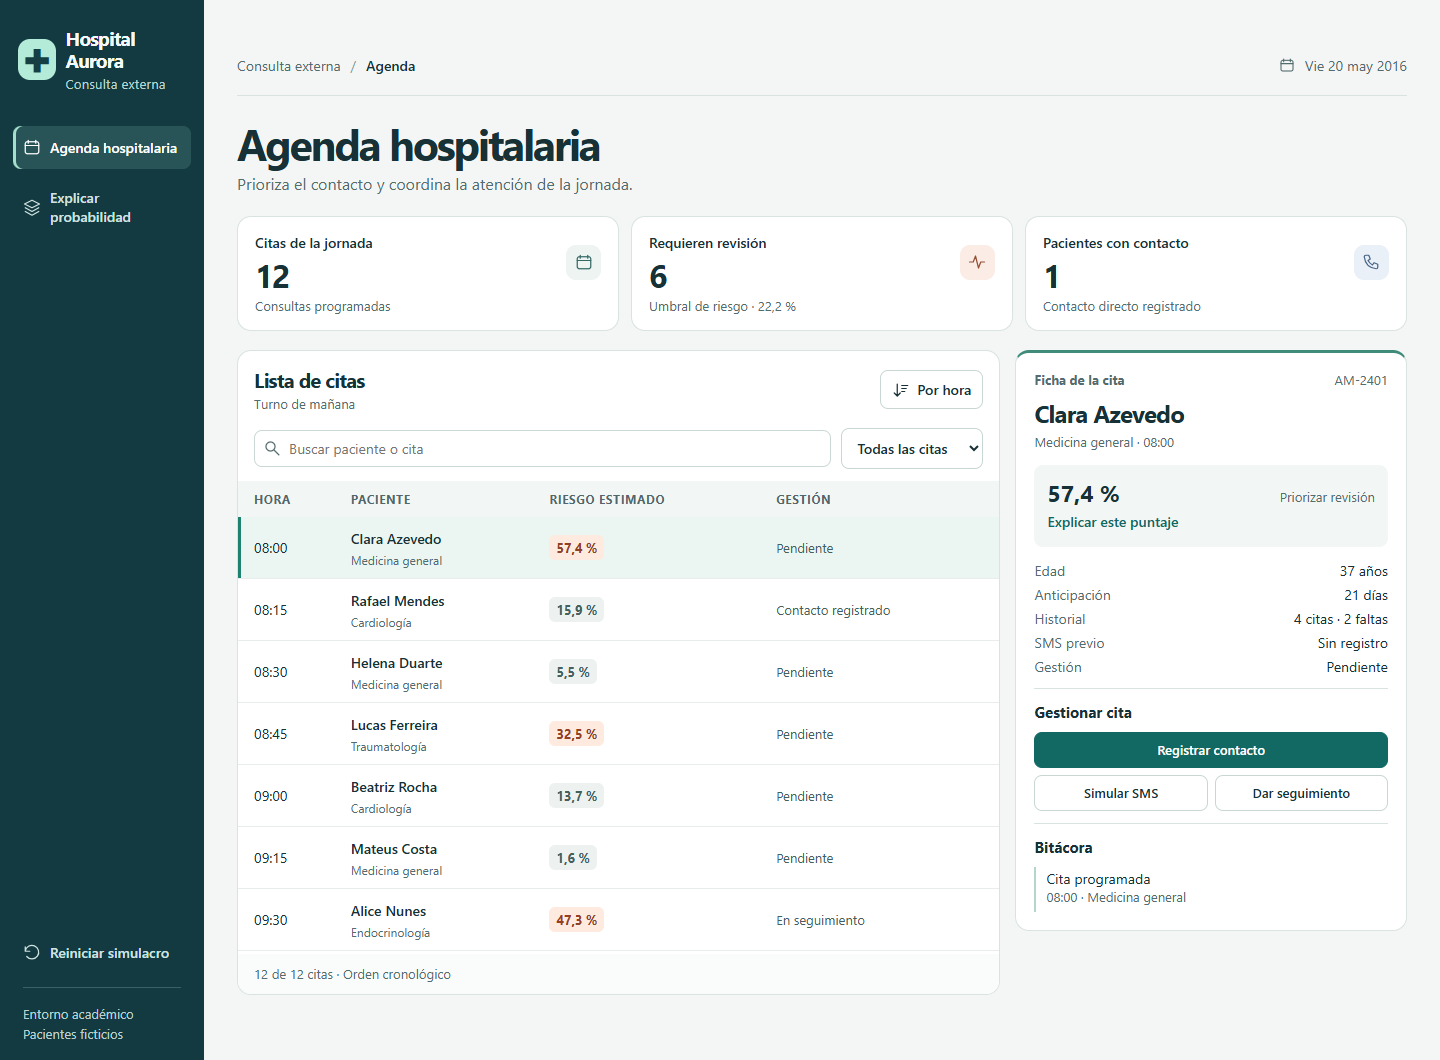 Hospital
Aurora
Consulta externa
Agenda hospitalaria
Explicar
probabilidad
Reiniciar simulacro
Entorno académico
Pacientes ficticios
Consulta externa / Agenda
Vie 20 may 2016
Agenda hospitalaria
Prioriza el contacto y coordina la atención de la jornada.
Citas de la jornada
12
Consultas programadas
Requieren revisión
6
Umbral de riesgo · 22,2 %
Pacientes con contacto
1
Contacto directo registrado
Lista de citas
Turno de mañana
Por hora
Buscar paciente o cita
Todas las citas
HORA PACIENTE RIESGO ESTIMADO GESTIÓN
08:00 Clara Azevedo 57,4 % Pendiente
Medicina general
08:15 Rafael Mendes 15,9 % Contacto registrado
Cardiología
08:30 Helena Duarte 5,5 % Pendiente
Medicina general
08:45 Lucas Ferreira 32,5 % Pendiente
Traumatología
09:00 Beatriz Rocha 13,7 % Pendiente
Cardiología
09:15 Mateus Costa 1,6 % Pendiente
Medicina general
09:30 Alice Nunes 47,3 % En seguimiento
Endocrinología
12 de 12 citas · Orden cronológico
Ficha de la cita AM-2401
Clara Azevedo
Medicina general · 08:00
57,4 % Priorizar revisión
Explicar este puntaje
Edad 37 años
Anticipación 21 días
Historial 4 citas · 2 faltas
SMS previo Sin registro
Gestión Pendiente
Gestionar cita
Registrar contacto
Simular SMS Dar seguimiento
Bitácora
Cita programada
08:00 · Medicina general